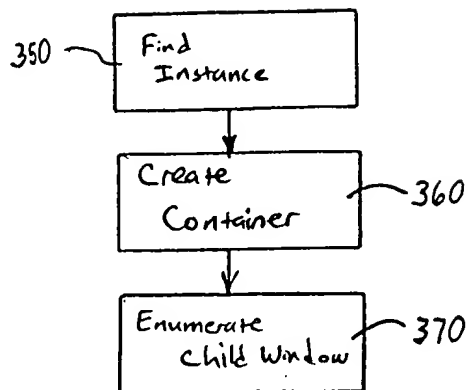 350
Find
Instance
Create
Container
360
Enumerate
Child Window
370